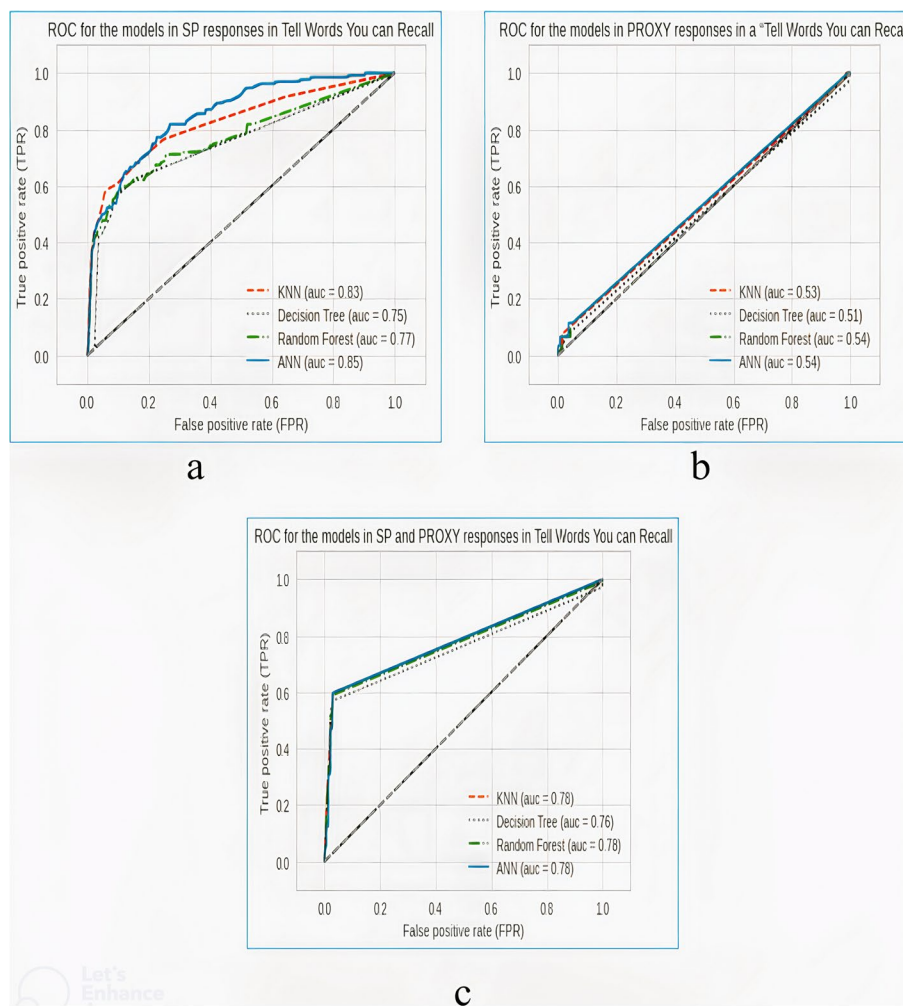 ROC for the models in SP responses in Tell Words You can Recall
True positive rate (TPR)
1.0
0.8
0.6
0.4
0.2
0.0
KNN (auc = 0.83)
Decision Tree (auc = 0.75)
Random Forest (auc = 0.77)
ANN (auc = 0.85)
0.0 0.2 0.4 0.6 0.8 1.0
False positive rate (FPR)
a
ROC for the models in PROXY responses in a “Tell Words You can Reca
True positive rate (TPR)
1.0
0.8
0.6
0.4
0.2
0.0
KNN (auc = 0.53)
Decision Tree (auc = 0.51)
Random Forest (auc = 0.54)
ANN (auc = 0.54)
0.0 0.2 0.4 0.6 0.8 1.0
False positive rate (FPR)
b
ROC for the models in SP and PROXY responses in Tell Words You can Recall
True positive rate (TPR)
1.0
0.8
0.6
0.4
0.2
0.0
KNN (auc = 0.78)
Decision Tree (auc = 0.76)
Random Forest (auc = 0.78)
ANN (auc = 0.78)
0.0 0.2 0.4 0.6 0.8 1.0
False positive rate (FPR)
c
Let's
Enhance